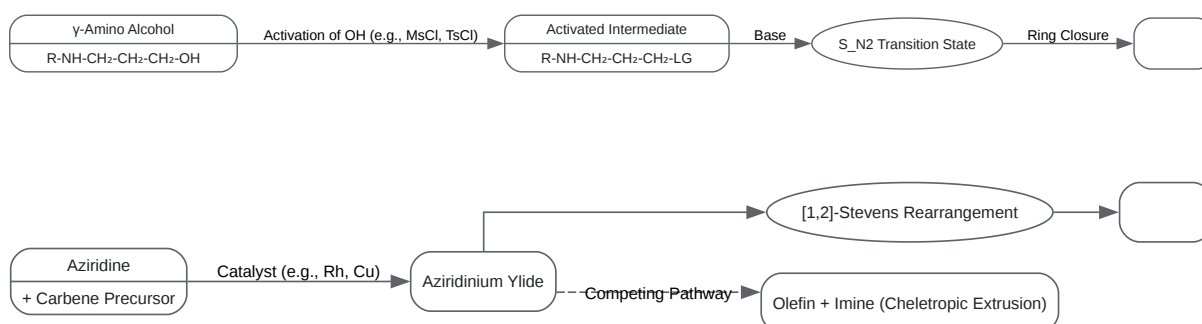 γ-Amino Alcohol
R-NH-CH₂-CH₂-CH₂-OH
Activation of OH (e.g., MsCl, TsCl)
Activated Intermediate
R-NH-CH₂-CH₂-CH₂-LG
Base
S_N2 Transition State
Ring Closure
[1,2]-Stevens Rearrangement
Aziridine
+ Carbene Precursor
Catalyst (e.g., Rh, Cu)
Aziridinium Ylide
Competing Pathway
Olefin + Imine (Cheletropic Extrusion)